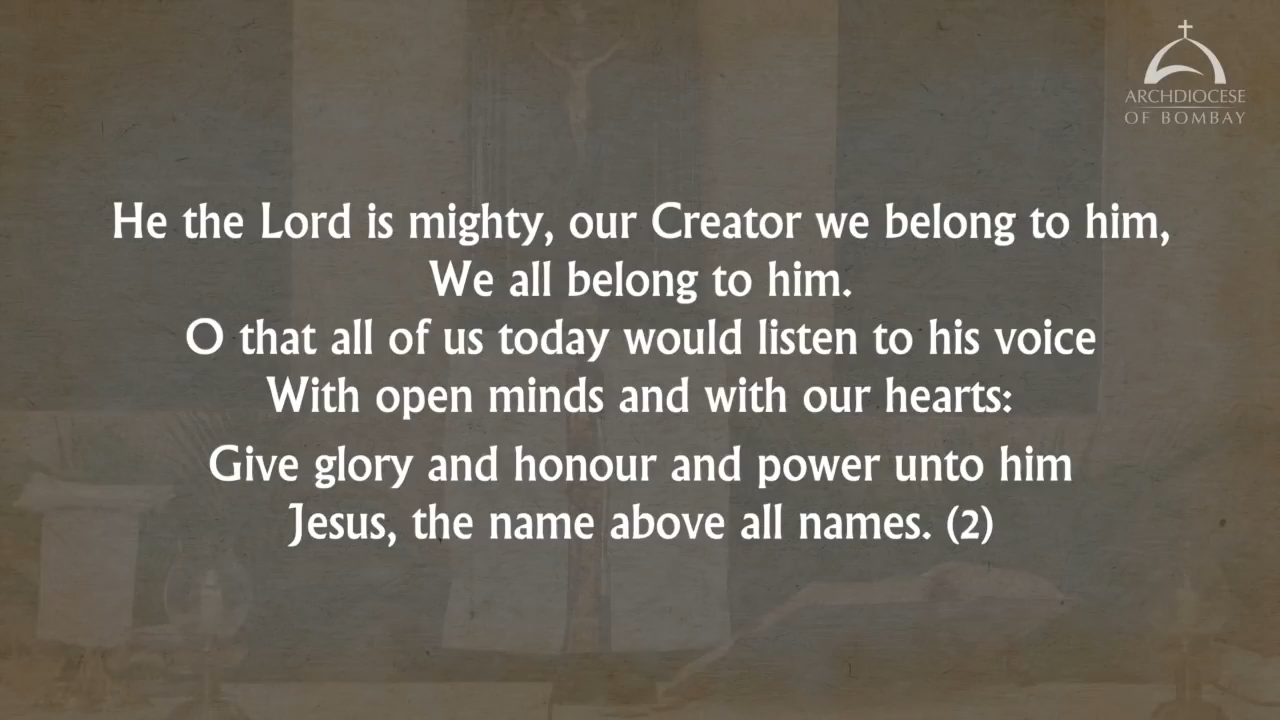 ARCHDIOCESE
OF BOMBAY
He the Lord is mighty, our Creator we belong to him,
We all belong to him.
O that all of us today would listen to his voice
With open minds and with our hearts:
Give glory and honour and power unto him
Jesus, the name above all names. (2)